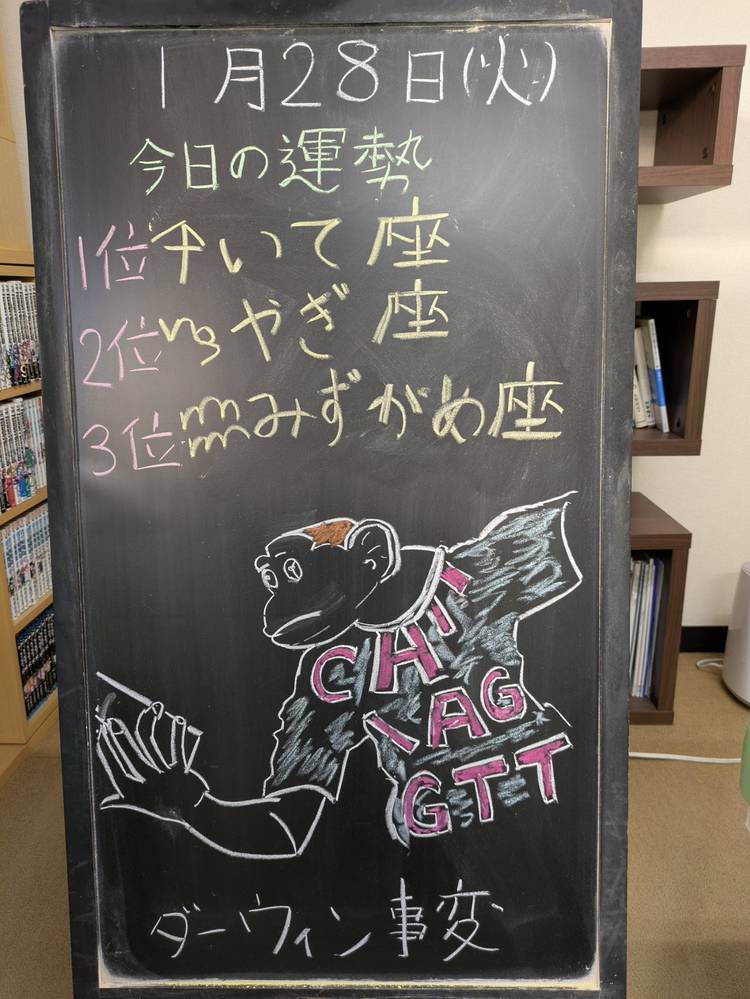 1月28日(火)
今日の運勢
1位♐いて座
2位♑やぎ座
3位♒みずがめ座
CHI
AG
GTT
ダーウィン事変